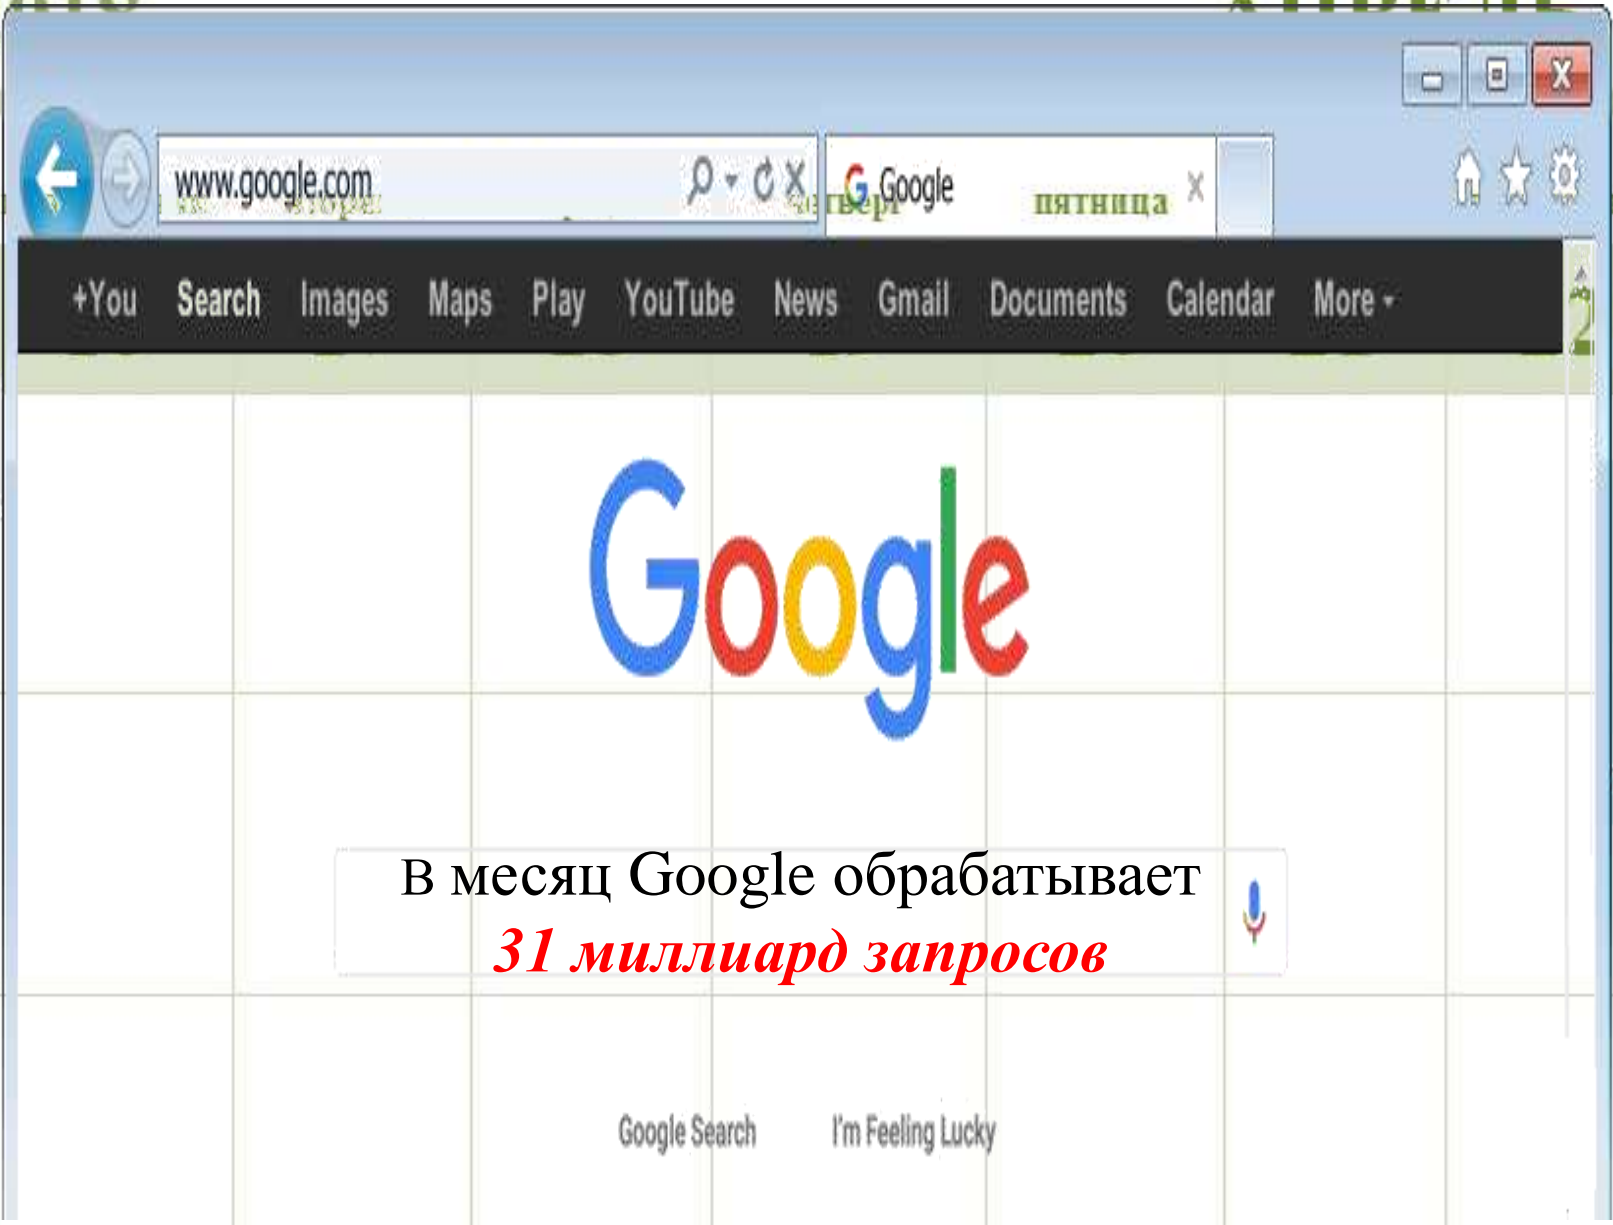 www.google.com
Google
пятница
+You Search Images Maps Play YouTube News Gmail Documents Calendar More
Google
В месяц Google обрабатывает
31 миллиард запросов
Google Search I'm Feeling Lucky